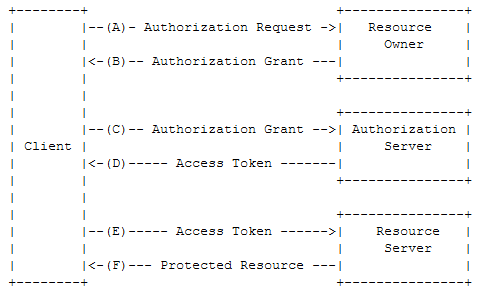 +--------+                               +---------------+
|        |--(A)- Authorization Request ->|   Resource    |
|        |                               |     Owner     |
|        |<-(B)-- Authorization Grant ---|               |
|        |                               +---------------+
|        |
|        |                               +---------------+
|        |--(C)-- Authorization Grant -->| Authorization |
| Client |                               |     Server    |
|        |<-(D)----- Access Token -------|               |
|        |                               +---------------+
|        |
|        |                               +---------------+
|        |--(E)----- Access Token ------>|    Resource   |
|        |                               |     Server    |
|        |<-(F)--- Protected Resource ---|               |
+--------+                               +---------------+